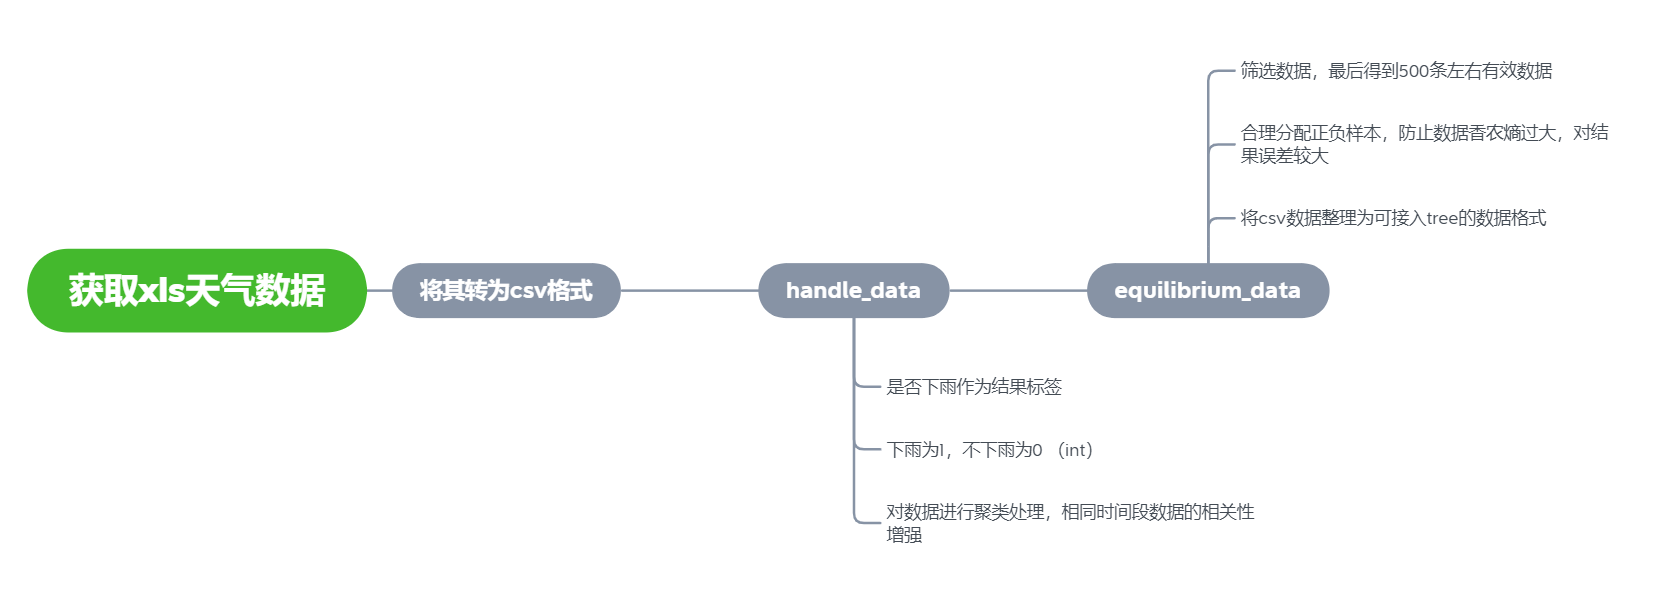 筛选数据，最后得到500条左右有效数据
合理分配正负样本，防止数据香农熵过大，对结
果误差较大
将csv数据整理为可接入tree的数据格式
获取xls天气数据
将其转为csv格式
handle_data
equilibrium_data
是否下雨作为结果标签
下雨为1，不下雨为0 （int）
对数据进行聚类处理，相同时间段数据的相关性
增强